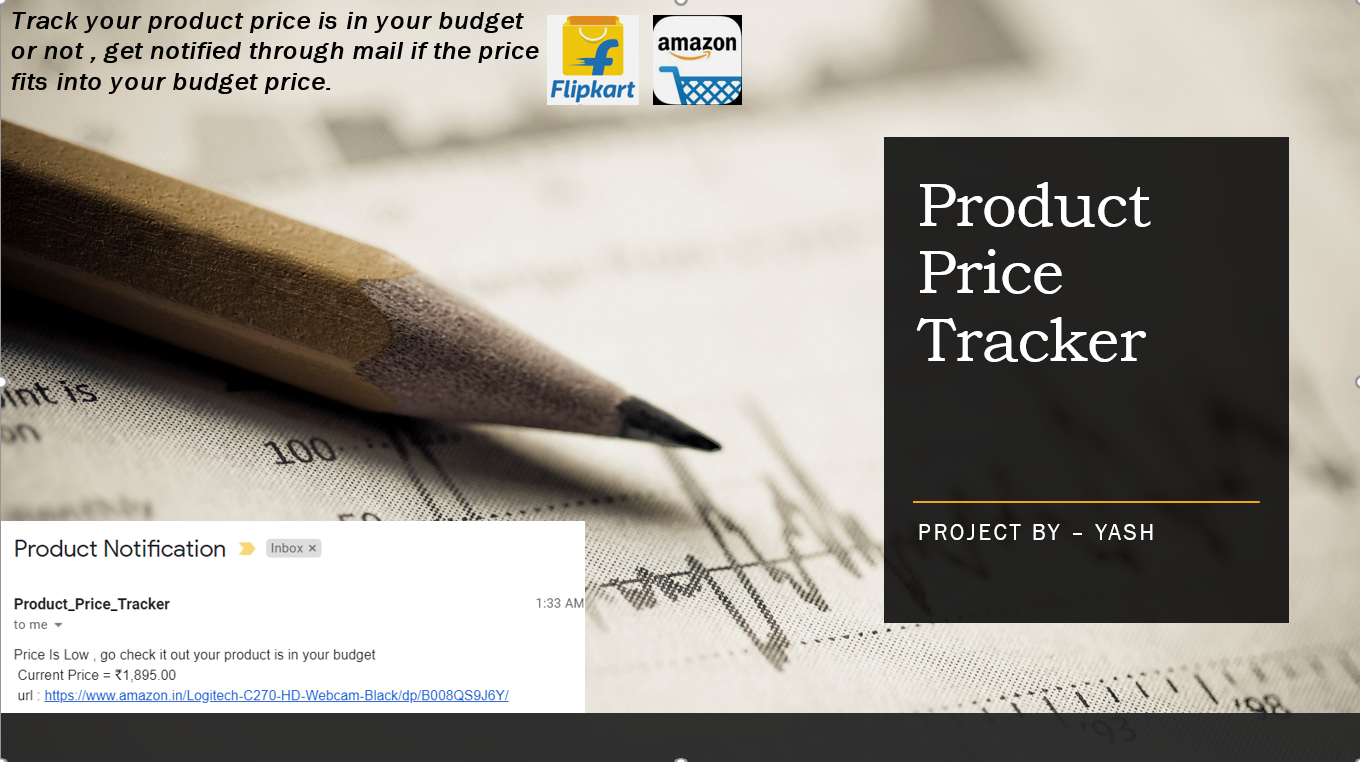 Track your product price is in your budget
or not , get notified through mail if the price
fits into your budget price.
Flipkart
amazon
Product
Price
Tracker
PROJECT BY – YASH
int is
on
100
50
monthly
Product Notification
Inbox ×
Product_Price_Tracker
1:33 AM
to me
Price Is Low , go check it out your product is in your budget
Current Price = ₹1,895.00
url : https://www.amazon.in/Logitech-C270-HD-Webcam-Black/dp/B008QS9J6Y/
'93
'98